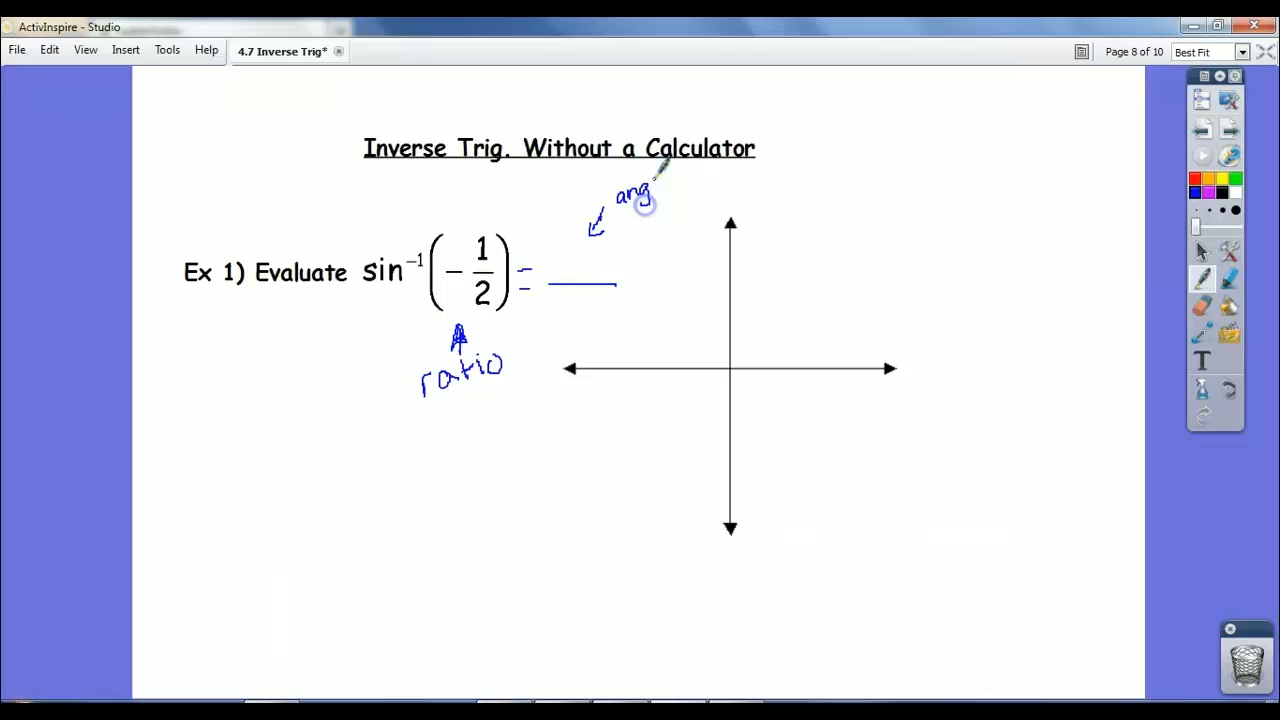 ActivInspire - Studio
File Edit View Insert Tools Help 4.7 Inverse Trig* Page 8 of 10 Best Fit
Inverse Trig. Without a Calculator
ang
Ex 1) Evaluate sin⁻¹(-1/2) = ____
ratio
T